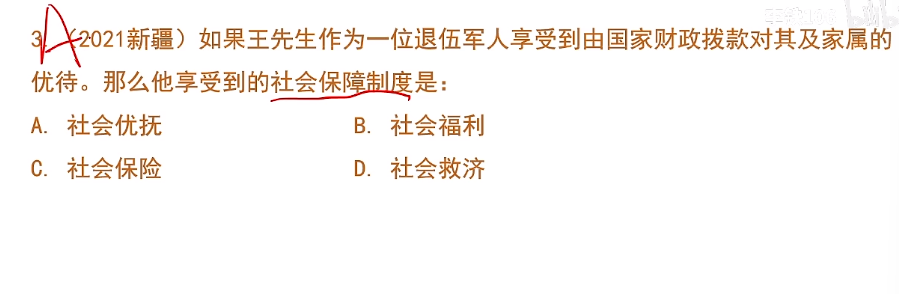 A
3.（2021新疆）如果王先生作为一位退伍军人享受到由国家财政拨款对其及家属的
优待。那么他享受到的社会保障制度是：
A. 社会优抚 B. 社会福利
C. 社会保险 D. 社会救济